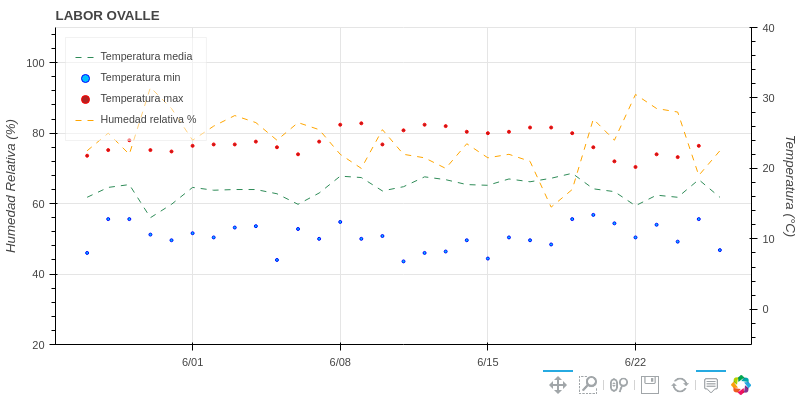 LABOR OVALLE
Temperatura media
Temperatura min
Temperatura max
Humedad relativa %
Humedad Relativa (%)
100
80
60
40
20
40
30
20
10
0
Temperatura (°C)
6/01
6/08
6/15
6/22